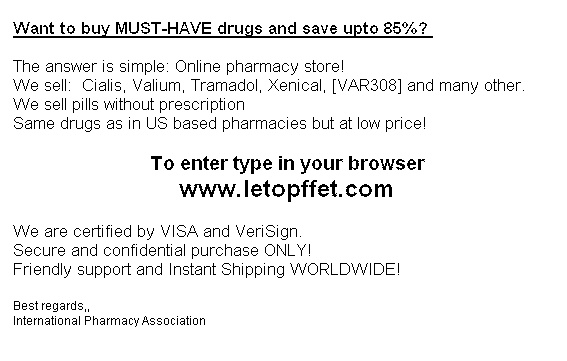 Want to buy MUST-HAVE drugs and save upto 85%?
The answer is simple: Online pharmacy store!
We sell:  Cialis, Valium, Tramadol, Xenical, [VAR308] and many other.
We sell pills without prescription
Same drugs as in US based pharmacies but at low price!
To enter type in your browser
www.letopffet.com
We are certified by VISA and VeriSign.
Secure and confidential purchase ONLY!
Friendly support and Instant Shipping WORLDWIDE!
Best regards,,
International Pharmacy Association